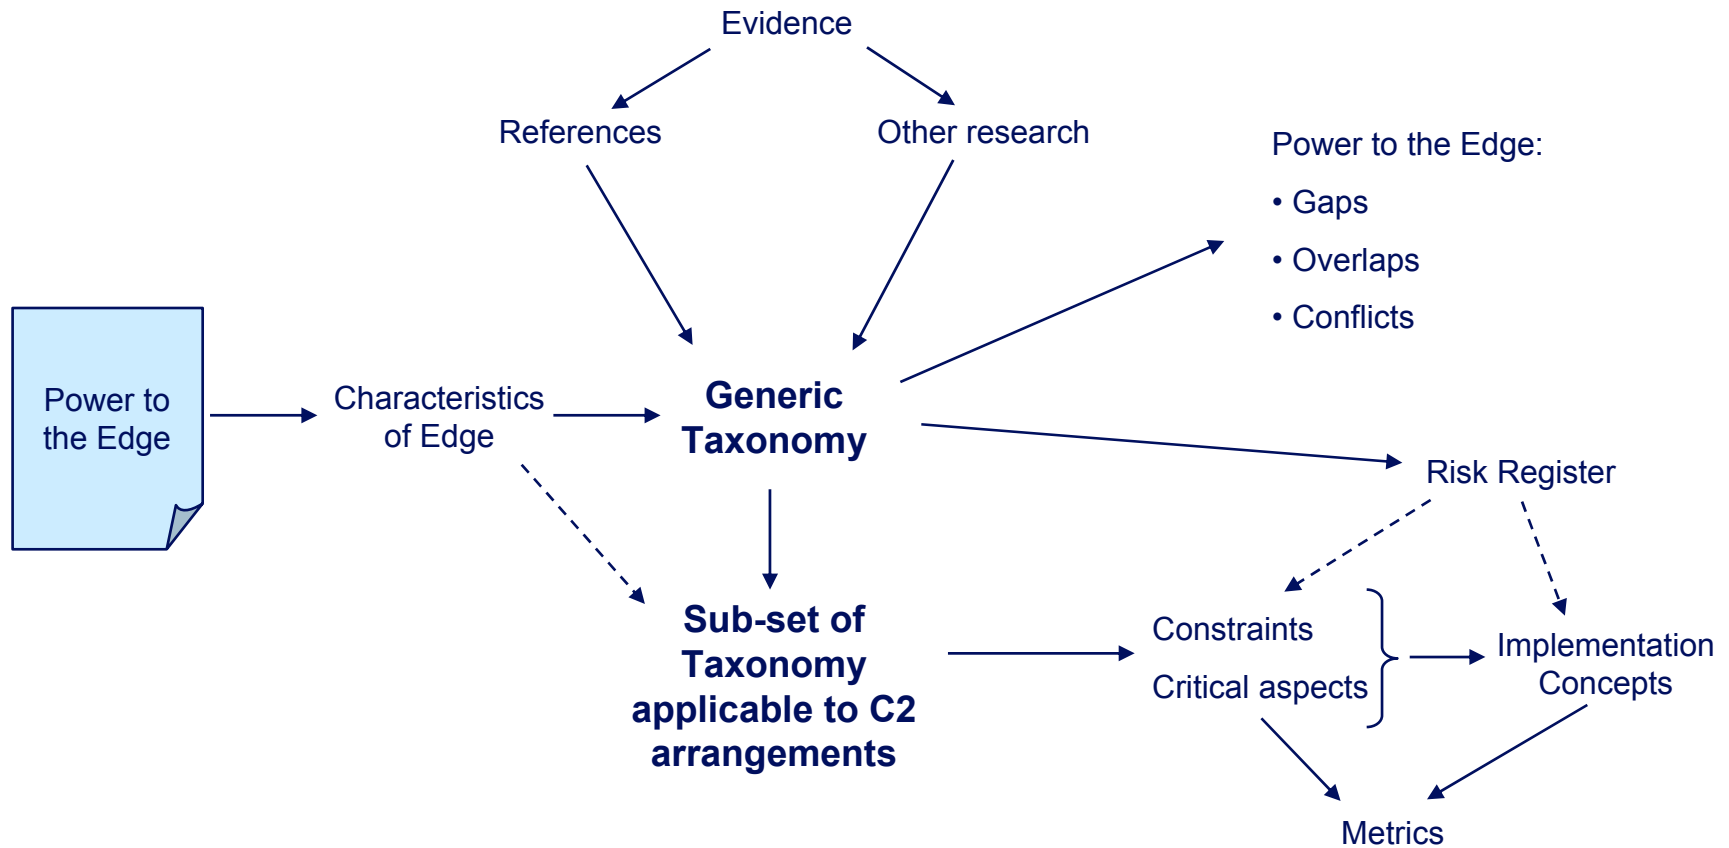 Evidence
References
Other research
Power to the Edge:
• Gaps
• Overlaps
• Conflicts
Power to
the Edge
Characteristics
of Edge
Generic
Taxonomy
Risk Register
Sub-set of
Taxonomy
applicable to C2
arrangements
Constraints
Critical aspects
Implementation
Concepts
Metrics